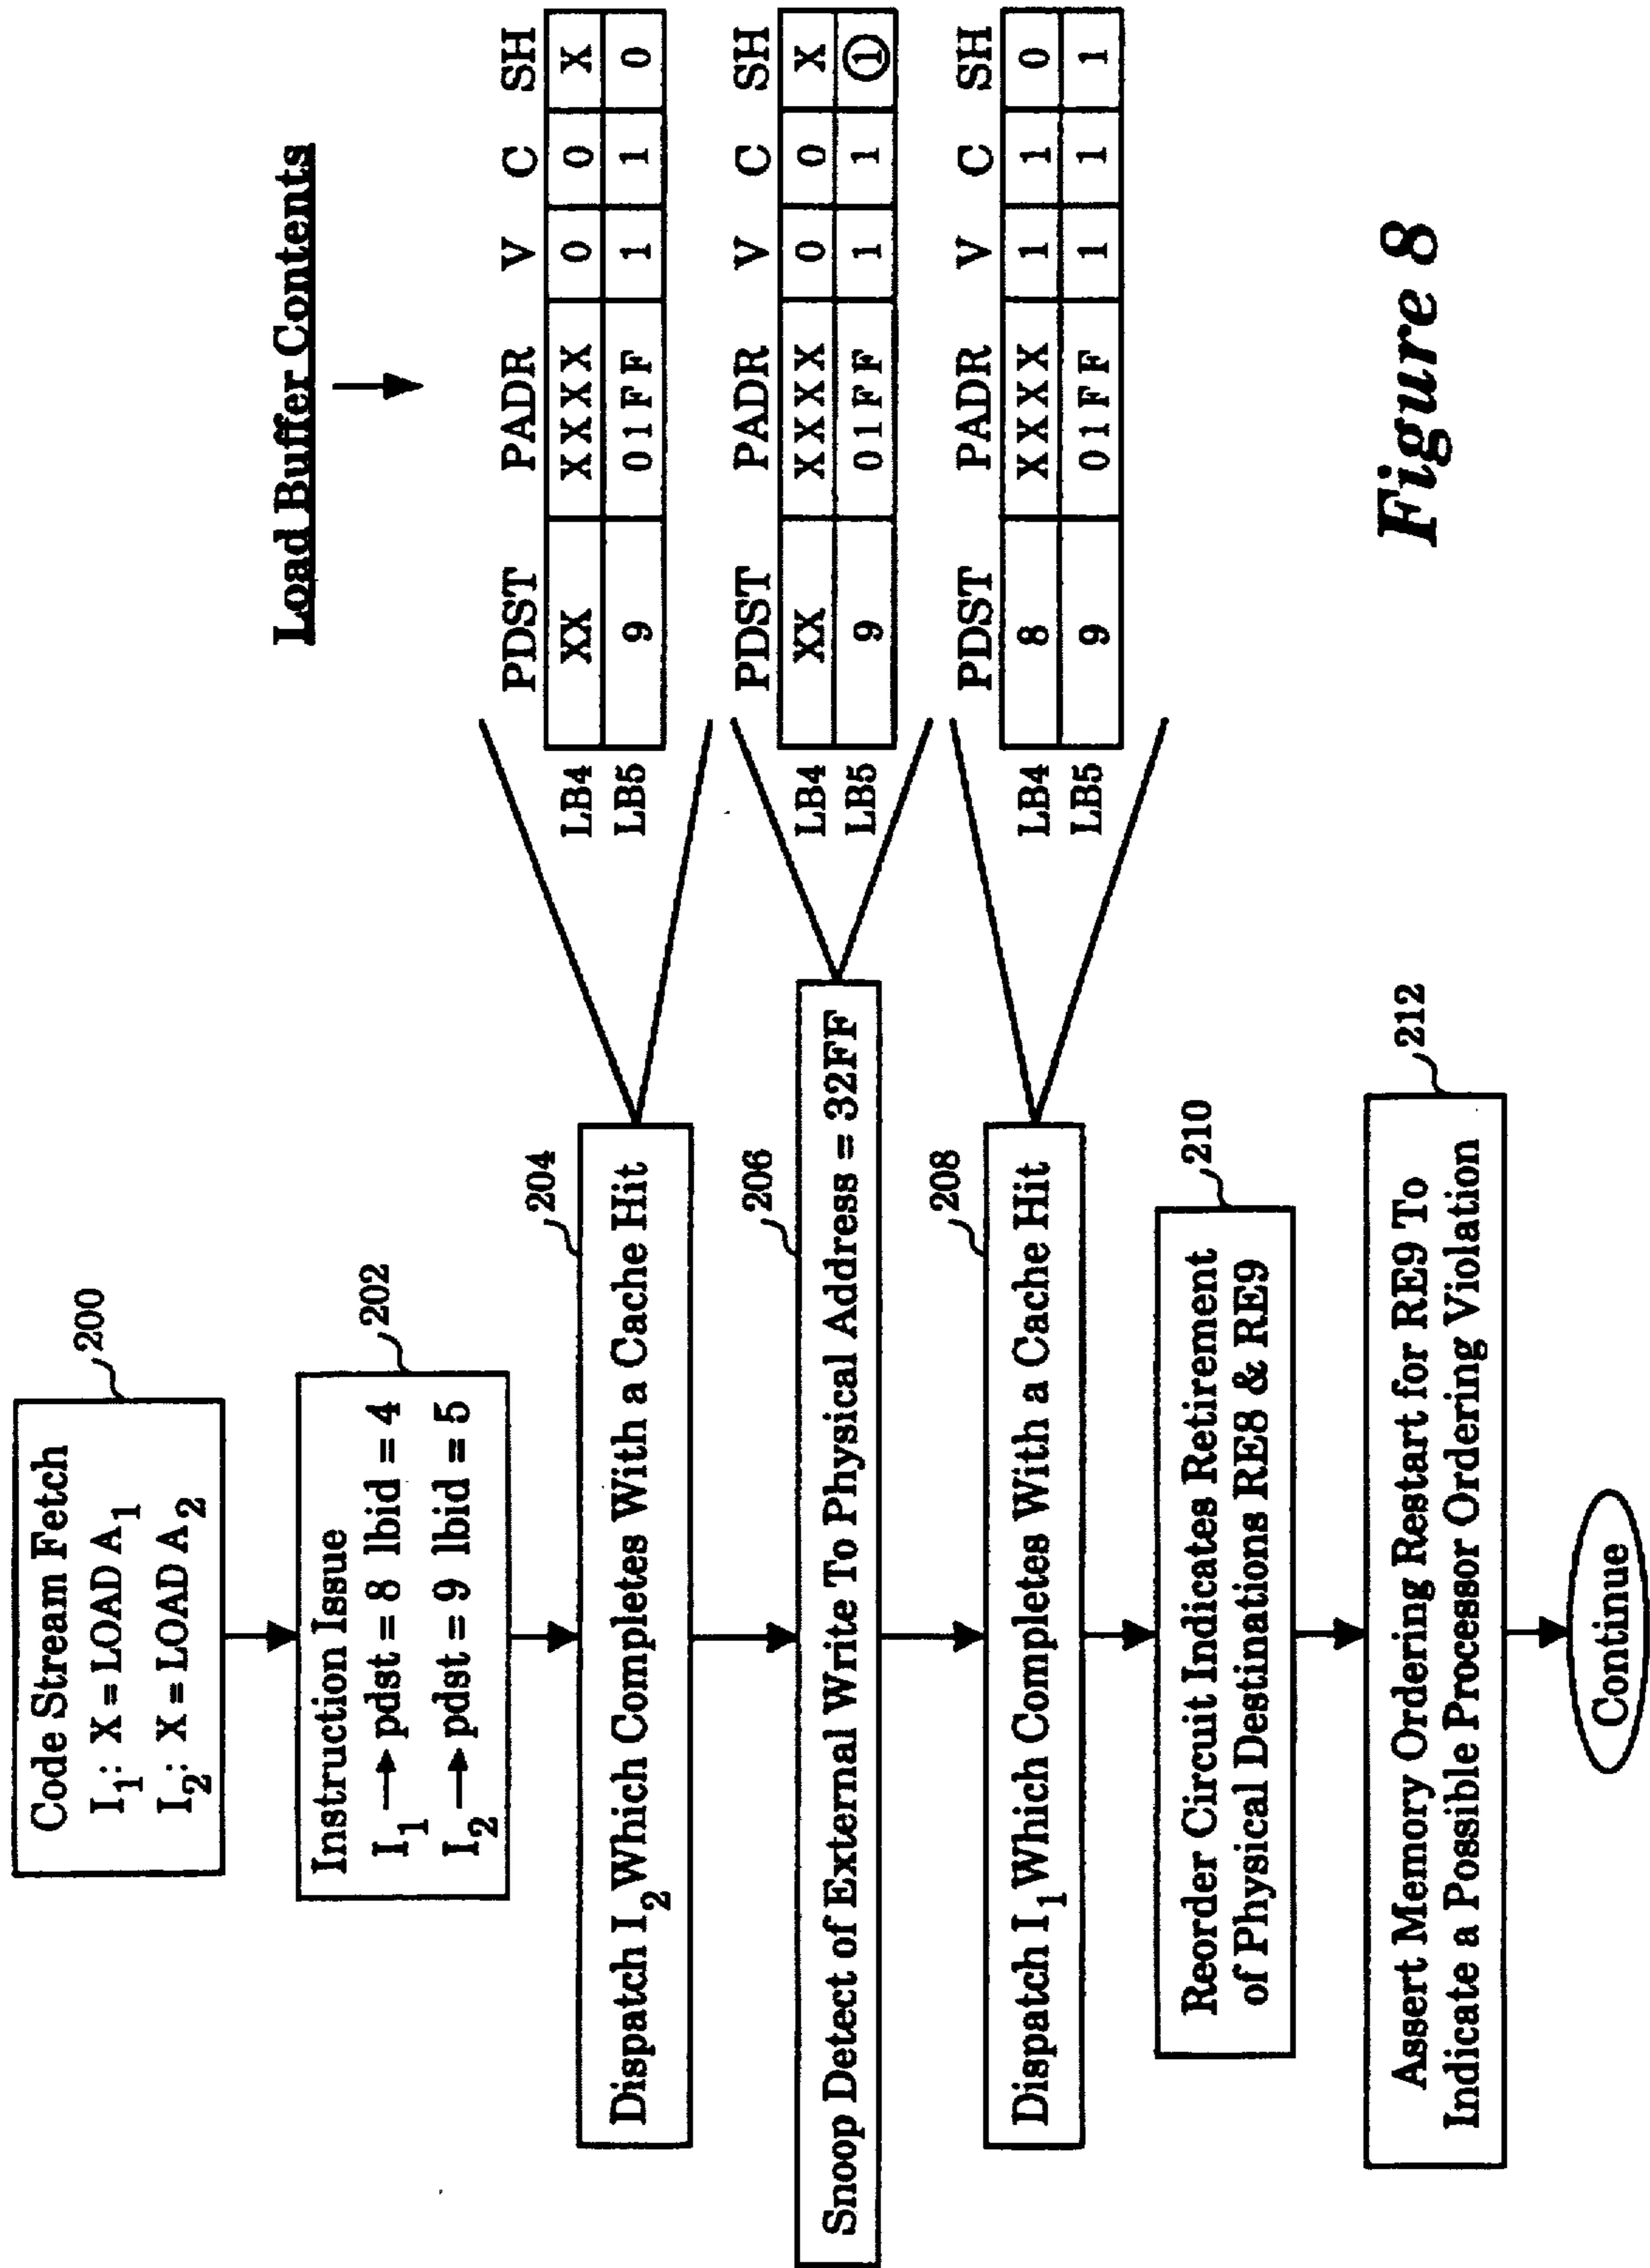 Code Stream Fetch
I1: X = LOAD A1
I2: X = LOAD A2
200
Instruction Issue
I1 → pdst = 8 lbid = 4
I2 → pdst = 9 lbid = 5
202
Dispatch I2 Which Completes With a Cache Hit
204
Snoop Detect of External Write To Physical Address = 32FF
206
Dispatch I1 Which Completes With a Cache Hit
208
Reorder Circuit Indicates Retirement
of Physical Destinations RE8 & RE9
210
Assert Memory Ordering Restart for RE9 To
Indicate a Possible Processor Ordering Violation
212
Continue
Load Buffer Contents
PDST PADR V C SH
LB4 XX XXXX 0 0 X
LB5 9 01FF 1 1 0
PDST PADR V C SH
LB4 XX XXXX 0 0 X
LB5 9 01FF 1 1 1
PDST PADR V C SH
LB4 8 XXXX 1 1 0
LB5 9 01FF 1 1 1
Figure 8